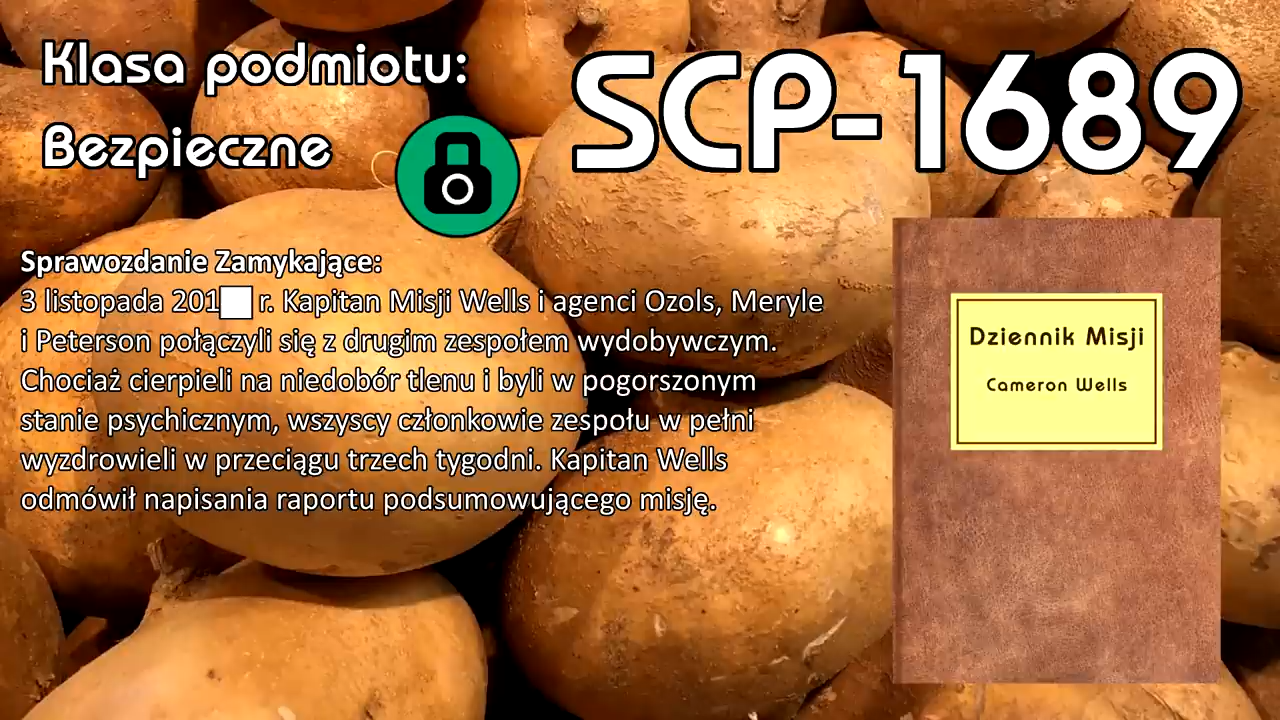 Klasa podmiotu:
Bezpieczne
SCP-1689
Sprawozdanie Zamykające:
3 listopada 201█ r. Kapitan Misji Wells i agenci Ozols, Meryle
i Peterson połączyli się z drugim zespołem wydobywczym.
Chociaż cierpieli na niedobór tlenu i byli w pogorszonym
stanie psychicznym, wszyscy członkowie zespołu w pełni
wyzdrowieli w przeciągu trzech tygodni. Kapitan Wells
odmówił napisania raportu podsumowującego misję.
Dziennik Misji
Cameron Wells